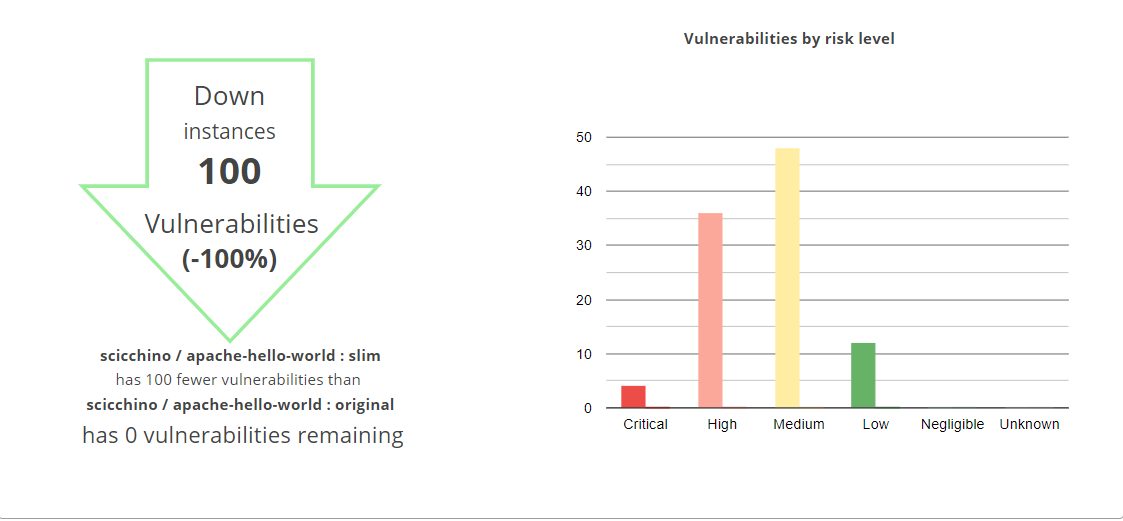 Down
instances
100
Vulnerabilities
(-100%)
scicchino / apache-hello-world : slim
has 100 fewer vulnerabilities than
scicchino / apache-hello-world : original
has 0 vulnerabilities remaining
Vulnerabilities by risk level
50
40
30
20
10
0
Critical High Medium Low Negligible Unknown